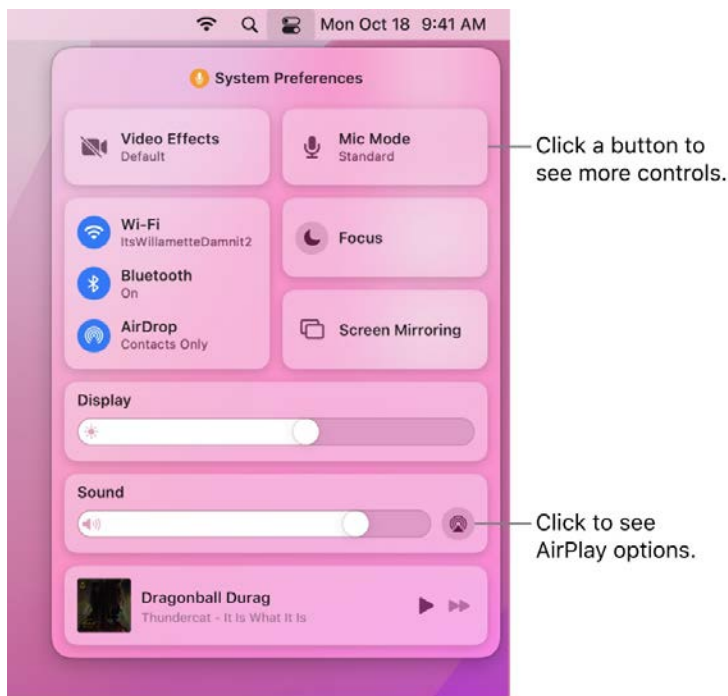 Mon Oct 18 9:41 AM
System Preferences
Video Effects
Default
Mic Mode
Standard
Click a button to
see more controls.
Wi-Fi
ItsWillametteDamnit2
Bluetooth
On
AirDrop
Contacts Only
Focus
Screen Mirroring
Display
Sound
Click to see
AirPlay options.
Dragonball Durag
Thundercat - It Is What It Is